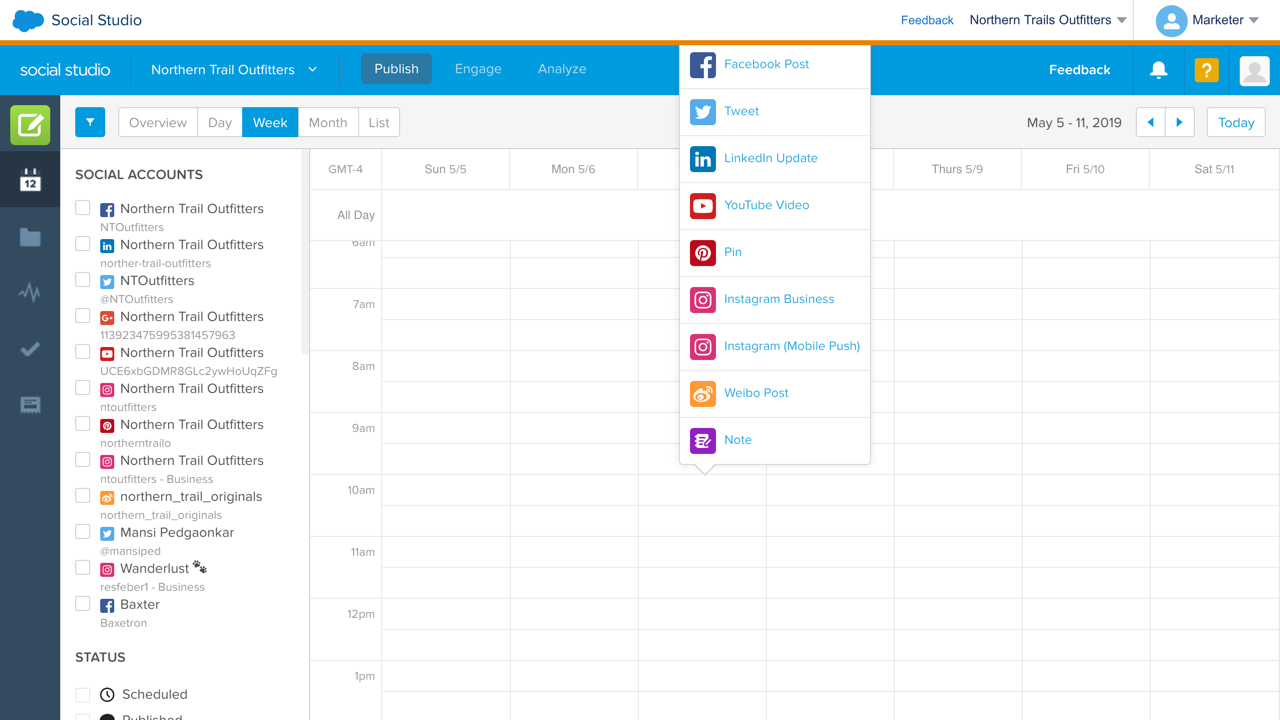 Social Studio
Feedback
Northern Trails Outfitters
Marketer
social studio
Northern Trail Outfitters
Publish
Engage
Analyze
Feedback
?
Overview
Day
Week
Month
List
May 5 - 11, 2019
Today
12
SOCIAL ACCOUNTS
Northern Trail Outfitters
NTOutfitters
Northern Trail Outfitters
norther-trail-outfitters
NTOutfitters
@NTOutfitters
Northern Trail Outfitters
113923475995381457963
Northern Trail Outfitters
UCE6xbGDMR8GLc2ywHoUqZFg
Northern Trail Outfitters
ntoutfitters
Northern Trail Outfitters
northerntrailo
Northern Trail Outfitters
ntoutfitters - Business
northern_trail_originals
northern_trail_originals
Mansi Pedgaonkar
@mansiped
Wanderlust
resfeber1 - Business
Baxter
Baxetron
STATUS
Scheduled
Published
GMT-4
Sun 5/5
Mon 5/6
Thurs 5/9
Fri 5/10
Sat 5/11
All Day
6am
7am
8am
9am
10am
11am
12pm
1pm
Facebook Post
Tweet
LinkedIn Update
YouTube Video
Pin
Instagram Business
Instagram (Mobile Push)
Weibo Post
Note